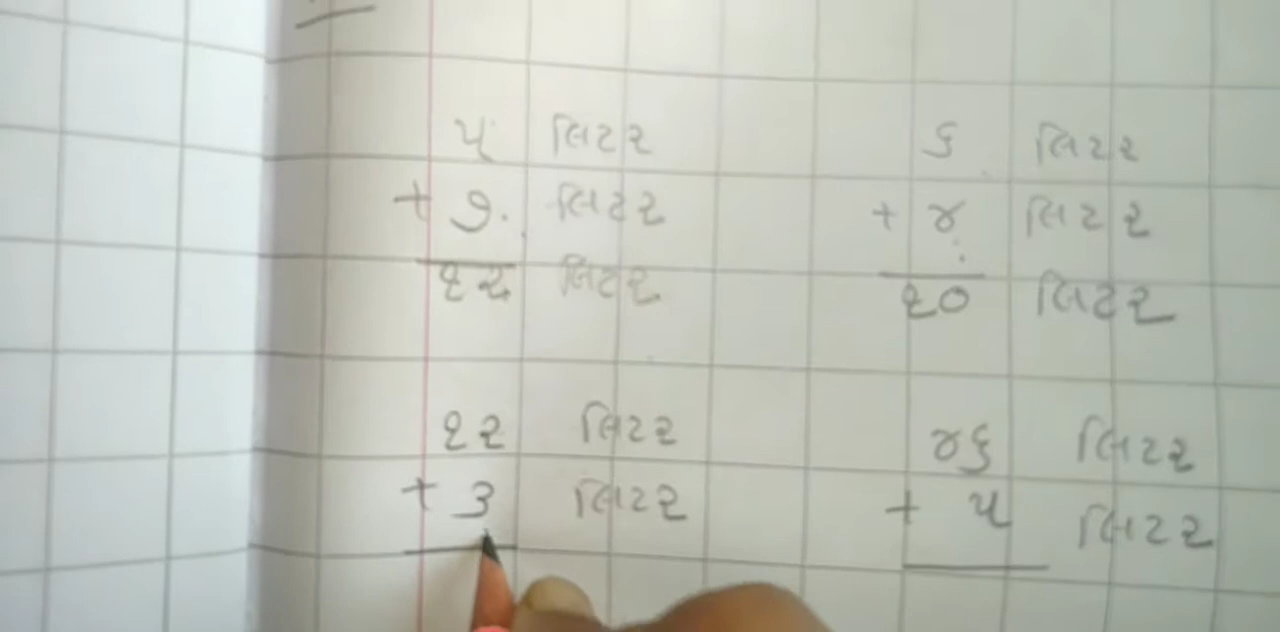 ૫ લિટર
+ ૭ લિટર
૧૨ લિટર
૬ લિટર
+ ૪ લિટર
૧૦ લિટર
૧૨ લિટર
+ ૩ લિટર
૪૬ લિટર
+ ૫ લિટર